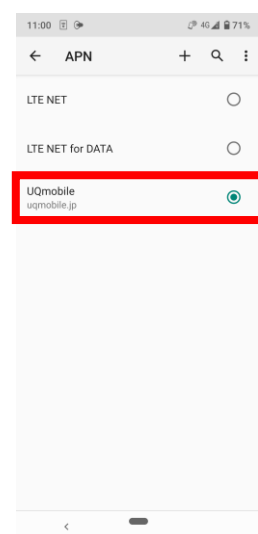 11:00 4G 71%
APN
LTE NET
LTE NET for DATA
UQmobile
uqmobile.jp